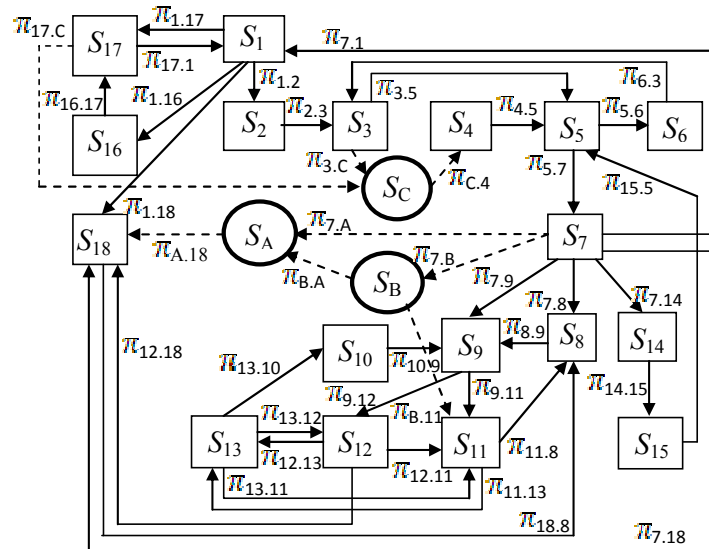 π17.C π1.17 π7.1
S17 S1
π17.1 π6.3
π1.2 π3.5
π16.17 π1.16 π2.3 π4.5 π5.6
S2 S3 S4 S5 S6
S16
π3.C π5.7
SC πC.4 π15.5
π1.18
π7.A
S18 SA S7
πA.18 π7.B
πB.A SB π7.9
π7.8 π7.14
π8.9
π12.18 S10 S9 S8 S14
π13.10 π10.9
π9.12 π9.11 π14.15
π13.12 πB.11
S13 S12 S11 S15
π12.13 π11.8
π12.11
π13.11 π11.13
π18.8 π7.18